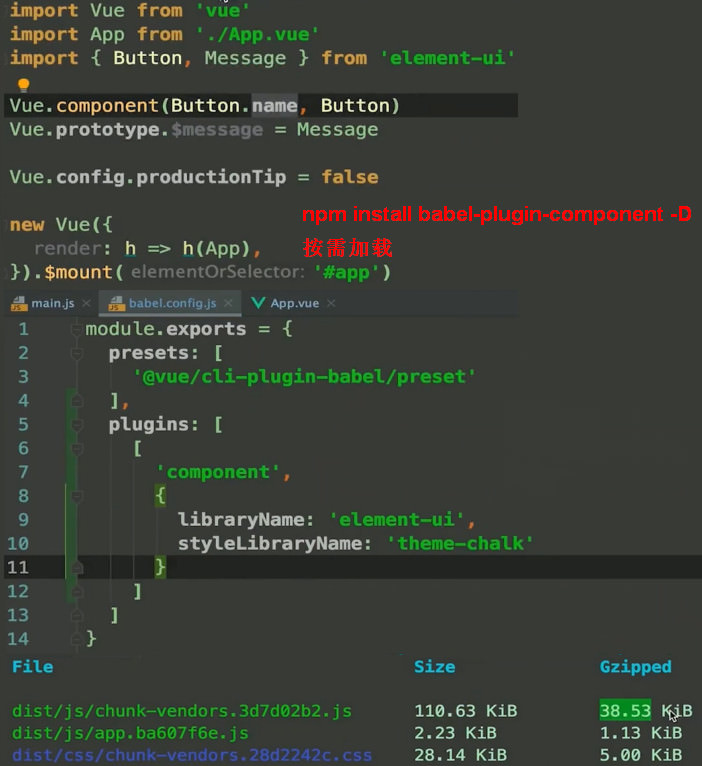 import Vue from 'vue'
import App from './App.vue'
import { Button, Message } from 'element-ui'
Vue.component(Button.name, Button)
Vue.prototype.$message = Message
Vue.config.productionTip = false
npm install babel-plugin-component -D
new Vue({
按需加载
render: h => h(App),
}).$mount( elementOrSelector: '#app')
main.js × babel.config.js × App.vue ×
1 module.exports = {
2 presets: [
3 '@vue/cli-plugin-babel/preset'
4 ],
5 plugins: [
6 [
7 'component',
8 {
9 libraryName: 'element-ui',
10 styleLibraryName: 'theme-chalk'
11 }
12 ]
13 ]
14 }
File Size Gzipped
dist/js/chunk-vendors.3d7d02b2.js 110.63 KiB 38.53 KiB
dist/js/app.ba607f6e.js 2.23 KiB 1.13 KiB
dist/css/chunk-vendors.28d2242c.css 28.14 KiB 5.00 KiB